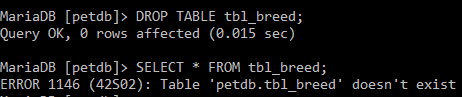 MariaDB [petdb]> DROP TABLE tbl_breed;
Query OK, 0 rows affected (0.015 sec)
MariaDB [petdb]> SELECT * FROM tbl_breed;
ERROR 1146 (42S02): Table 'petdb.tbl_breed' doesn't exist